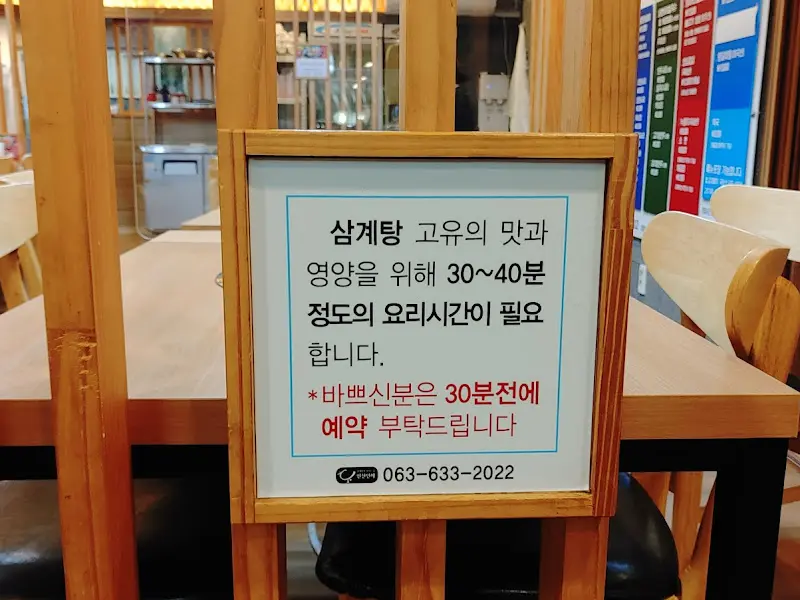 삼계탕 고유의 맛과
영양을 위해 30~40분
정도의 요리시간이 필요
합니다.
*바쁘신분은 30분전에
예약 부탁드립니다
063-633-2022